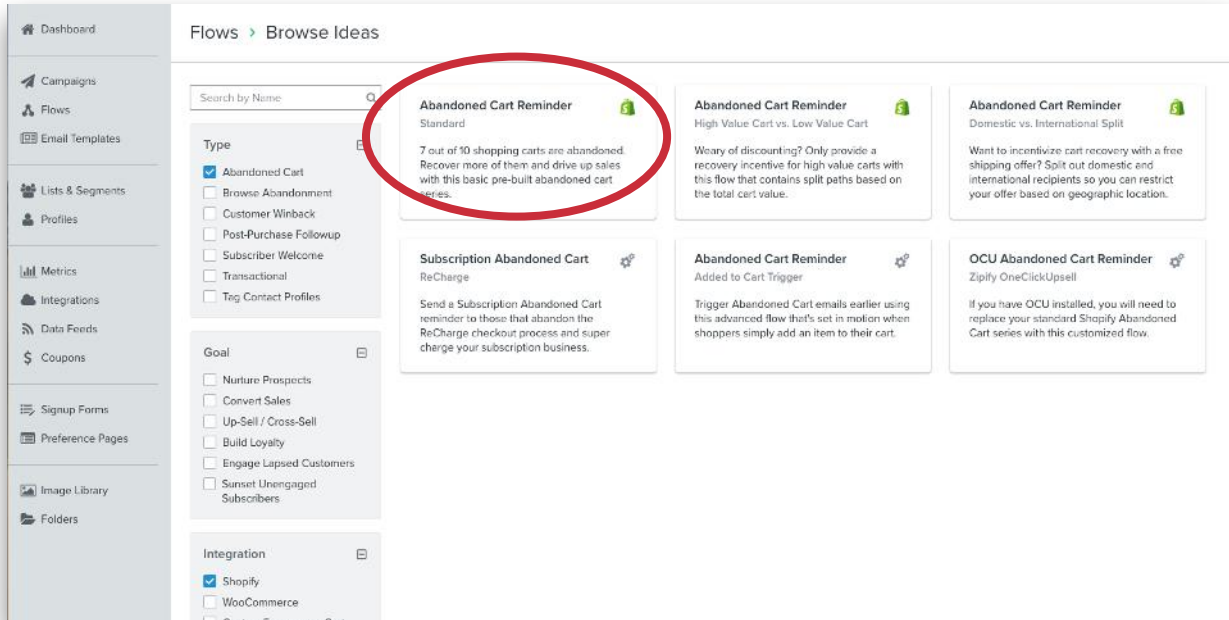 Dashboard
Campaigns
Flows
Email Templates
Lists & Segments
Profiles
Metrics
Integrations
Data Feeds
Coupons
Signup Forms
Preference Pages
Image Library
Folders
Flows > Browse Ideas
Search by Name
Type
Abandoned Cart
Browse Abandonment
Customer Winback
Post-Purchase Followup
Subscriber Welcome
Transactional
Tag Contact Profiles
Goal
Nurture Prospects
Convert Sales
Up-Sell / Cross-Sell
Build Loyalty
Engage Lapsed Customers
Sunset Unengaged
Subscribers
Integration
Shopify
WooCommerce
Abandoned Cart Reminder
Standard
7 out of 10 shopping carts are abandoned.
Recover more of them and drive up sales
with this basic pre-built abandoned cart
series.
Abandoned Cart Reminder
High Value Cart vs. Low Value Cart
Weary of discounting? Only provide a
recovery incentive for high value carts with
this flow that contains split paths based on
the total cart value.
Abandoned Cart Reminder
Domestic vs. International Split
Want to incentivize cart recovery with a free
shipping offer? Split out domestic and
international recipients so you can restrict
your offer based on geographic location.
Subscription Abandoned Cart
ReCharge
Send a Subscription Abandoned Cart
reminder to those that abandon the
ReCharge checkout process and super
charge your subscription business.
Abandoned Cart Reminder
Added to Cart Trigger
Trigger Abandoned Cart emails earlier using
this advanced flow that's set in motion when
shoppers simply add an item to their cart.
OCU Abandoned Cart Reminder
Zipify OneClickUpsell
If you have OCU installed, you will need to
replace your standard Shopify Abandoned
Cart series with this customized flow.